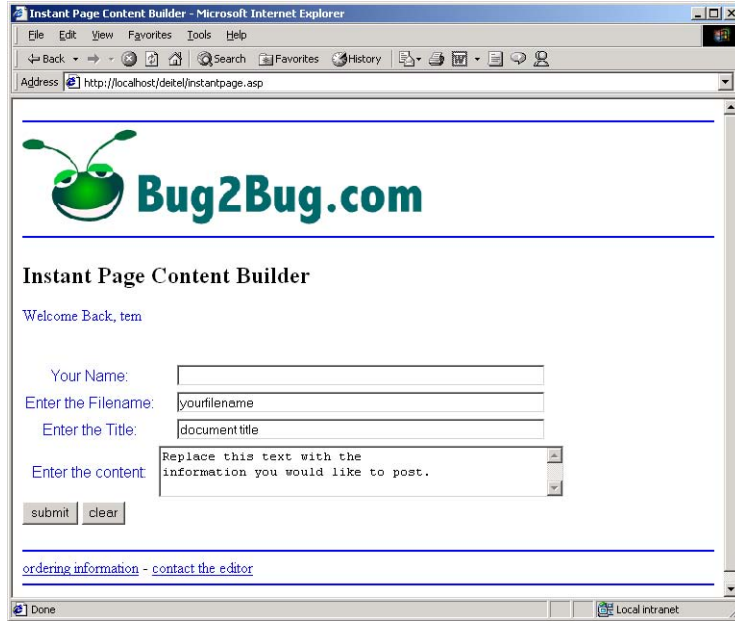 Instant Page Content Builder - Microsoft Internet Explorer
File Edit View Favorites Tools Help
Back Search Favorites History
Address http://localhost/deitel/instantpage.asp
Bug2Bug.com
Instant Page Content Builder
Welcome Back, tem
Your Name:
Enter the Filename: yourfilename
Enter the Title: document title
Enter the content: Replace this text with the
information you would like to post.
submit clear
ordering information - contact the editor
Done Local intranet